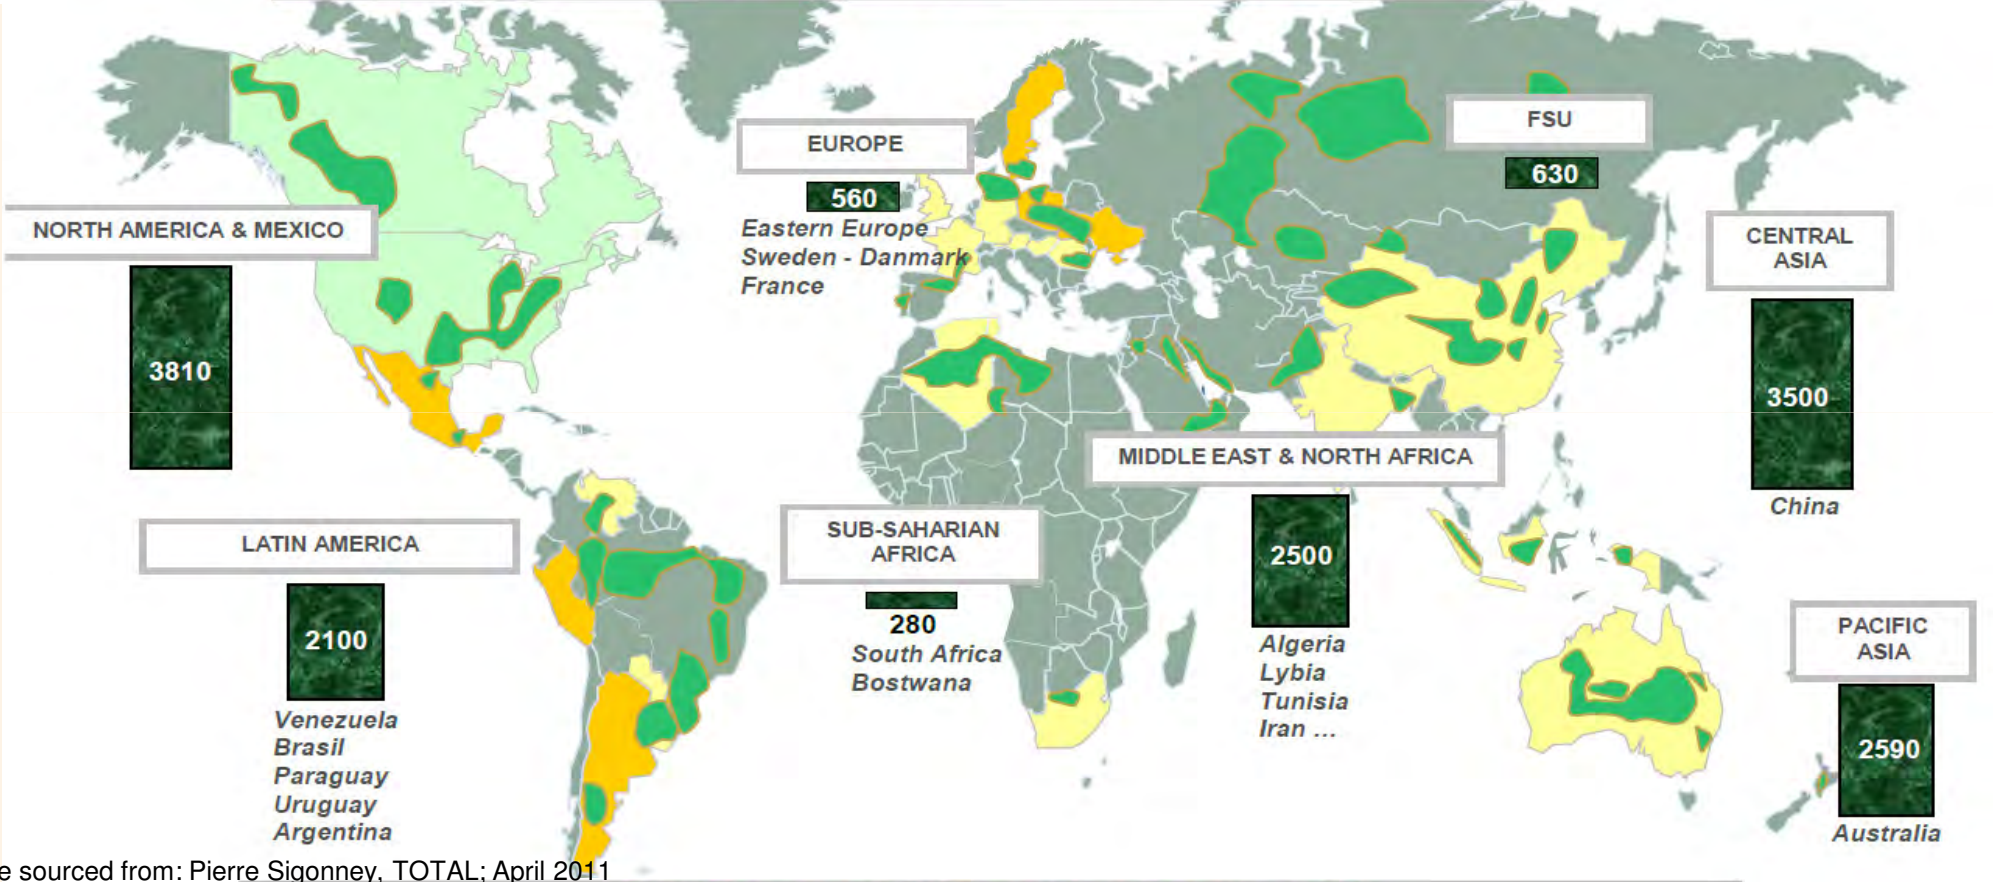 EUROPE
560
Eastern Europe
Sweden - Danmark
France
FSU
630
NORTH AMERICA & MEXICO
3810
CENTRAL
ASIA
3500
China
MIDDLE EAST & NORTH AFRICA
2500
Algeria
Lybia
Tunisia
Iran ...
LATIN AMERICA
2100
Venezuela
Brasil
Paraguay
Uruguay
Argentina
SUB-SAHARIAN
AFRICA
280
South Africa
Bostwana
PACIFIC
ASIA
2590
Australia
e sourced from: Pierre Sigonney, TOTAL; April 2011